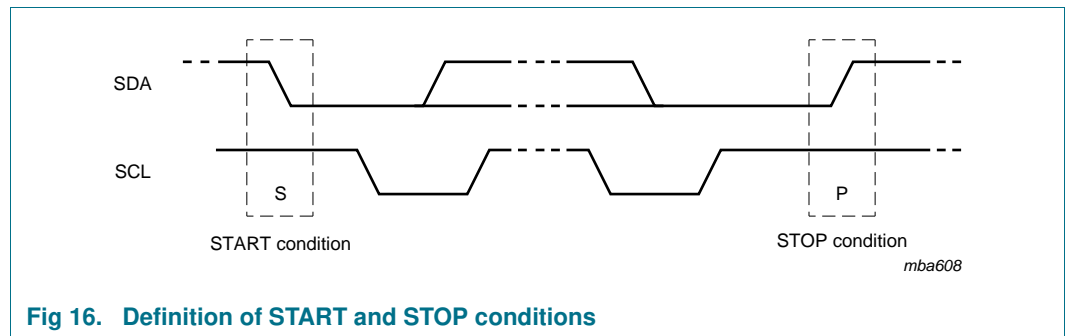 SDA
SCL
S
P
START condition
STOP condition
mba608
Fig 16. Definition of START and STOP conditions